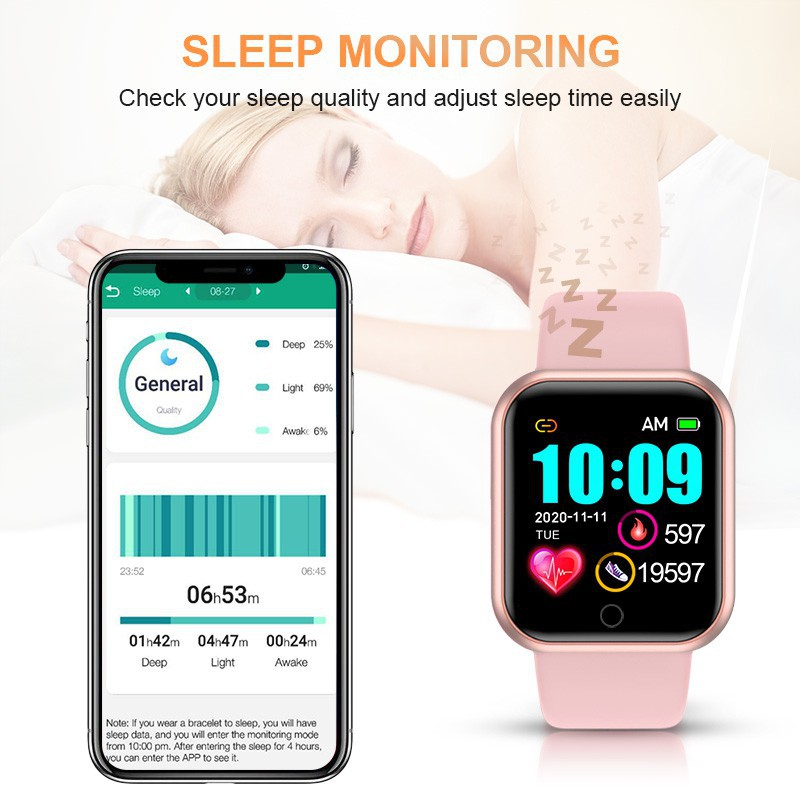 SLEEP MONITORING
Check your sleep quality and adjust sleep time easily
Sleep 08-27
General
Quality
Deep 25%
Light 69%
Awake 6%
23:52 06:45
06h53m
01h42m 04h47m 00h24m
Deep Light Awake
Note: If you wear a bracelet to sleep, you will have
sleep data, and you will enter the monitoring mode
from 10:00 pm. After entering the sleep for 4 hours,
you can enter the APP to see it.
Z Z Z Z Z Z Z Z Z Z Z Z Z Z Z Z
AM
10:09
2020-11-11
TUE
597
19597